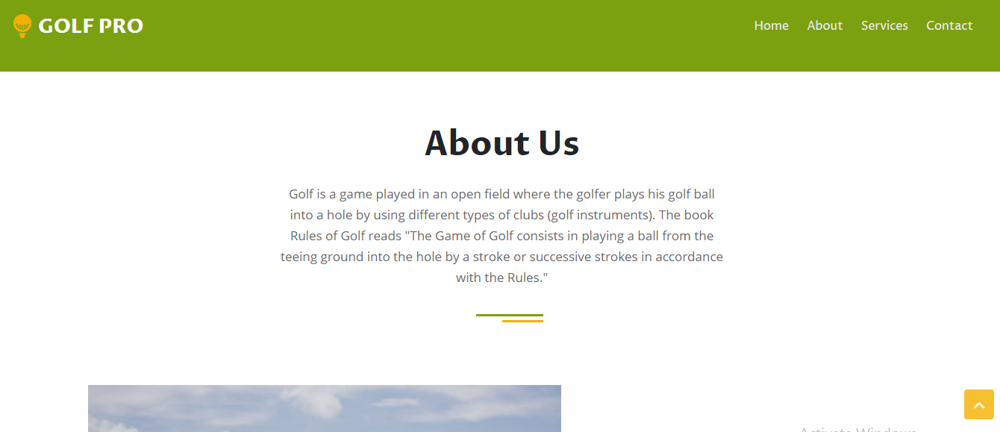 GOLF PRO
Home About Services Contact
About Us
Golf is a game played in an open field where the golfer plays his golf ball
into a hole by using different types of clubs (golf instruments). The book
Rules of Golf reads "The Game of Golf consists in playing a ball from the
teeing ground into the hole by a stroke or successive strokes in accordance
with the Rules."
Activate Windows